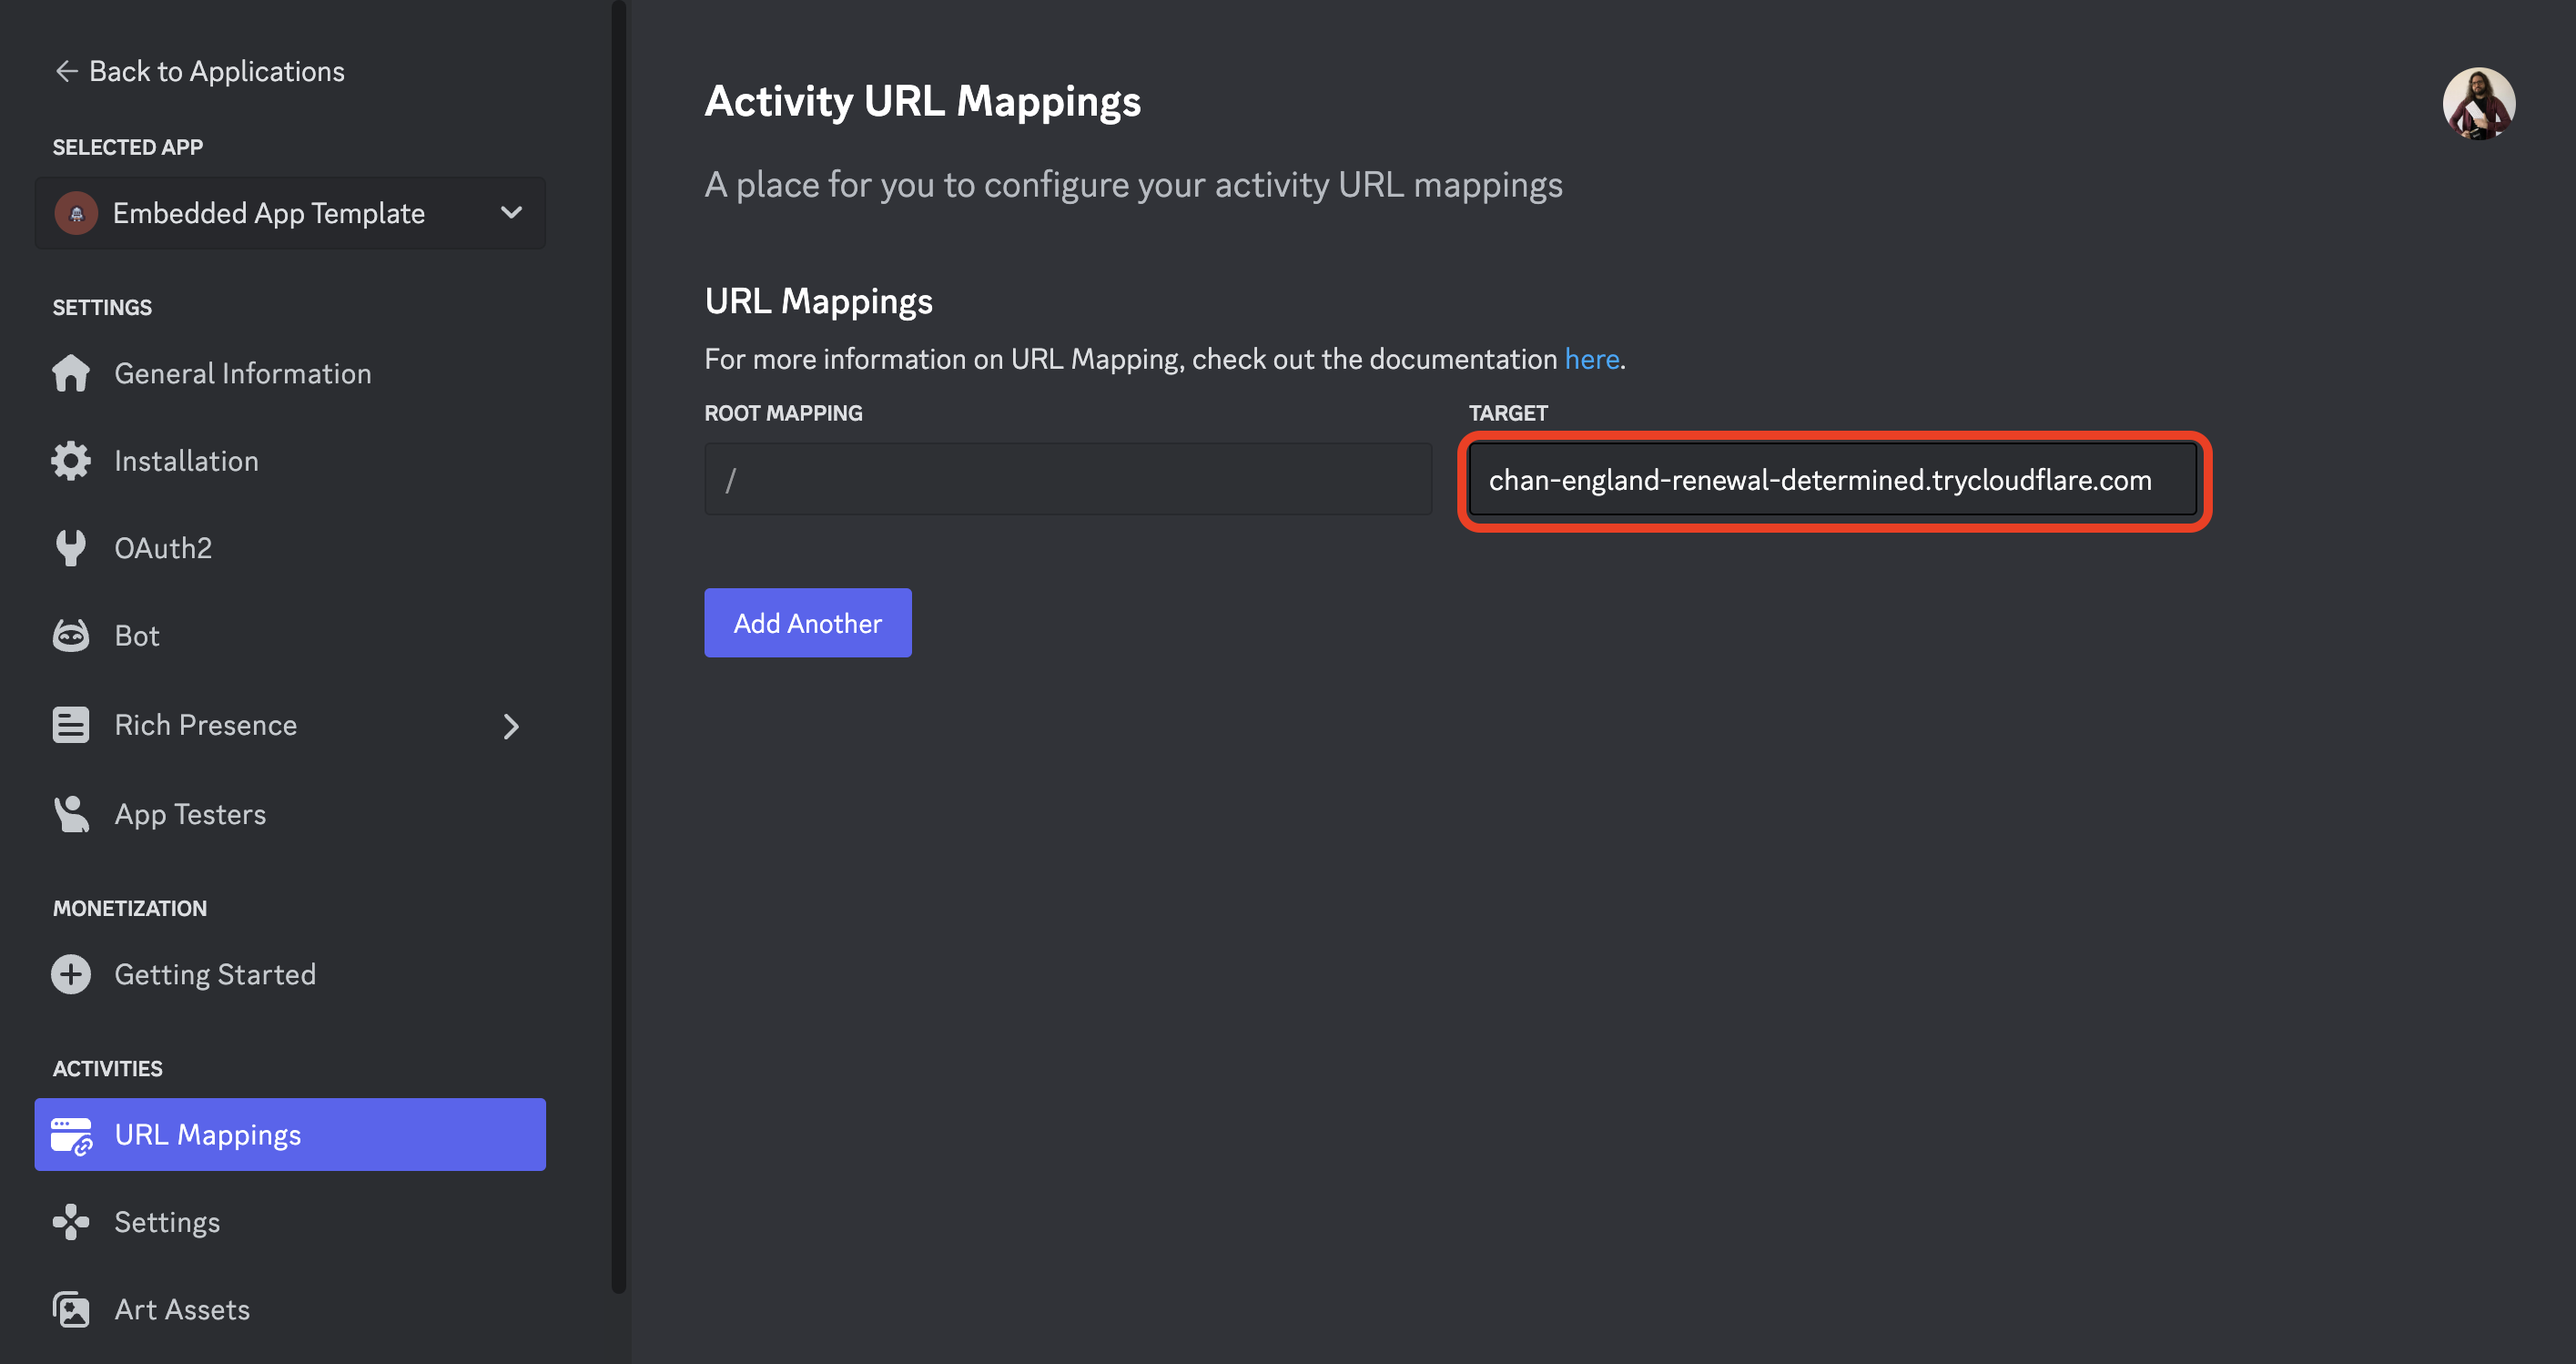 Back to Applications
SELECTED APP
Embedded App Template
SETTINGS
General Information
Installation
OAuth2
Bot
Rich Presence
App Testers
MONETIZATION
Getting Started
ACTIVITIES
URL Mappings
Settings
Art Assets
Activity URL Mappings
A place for you to configure your activity URL mappings
URL Mappings
For more information on URL Mapping, check out the documentation here.
ROOT MAPPING
/
TARGET
chan-england-renewal-determined.trycloudflare.com
Add Another